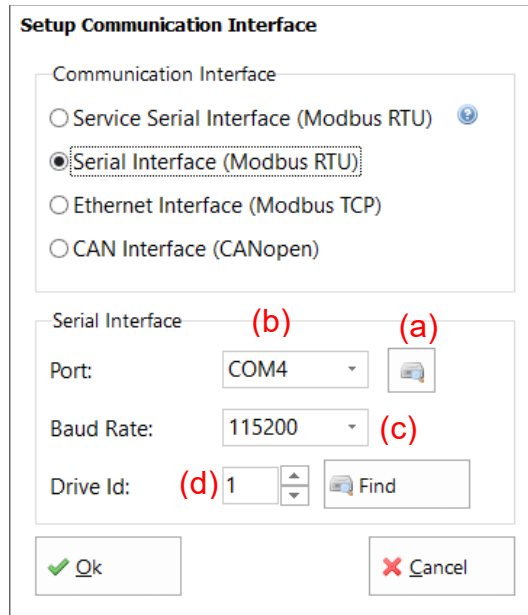 Setup Communication Interface
Communication Interface
Service Serial Interface (Modbus RTU) ?
Serial Interface (Modbus RTU)
Ethernet Interface (Modbus TCP)
CAN Interface (CANopen)
Serial Interface (b) (a)
Port: COM4
Baud Rate: 115200 (c)
Drive Id: (d) 1 Find
Ok Cancel